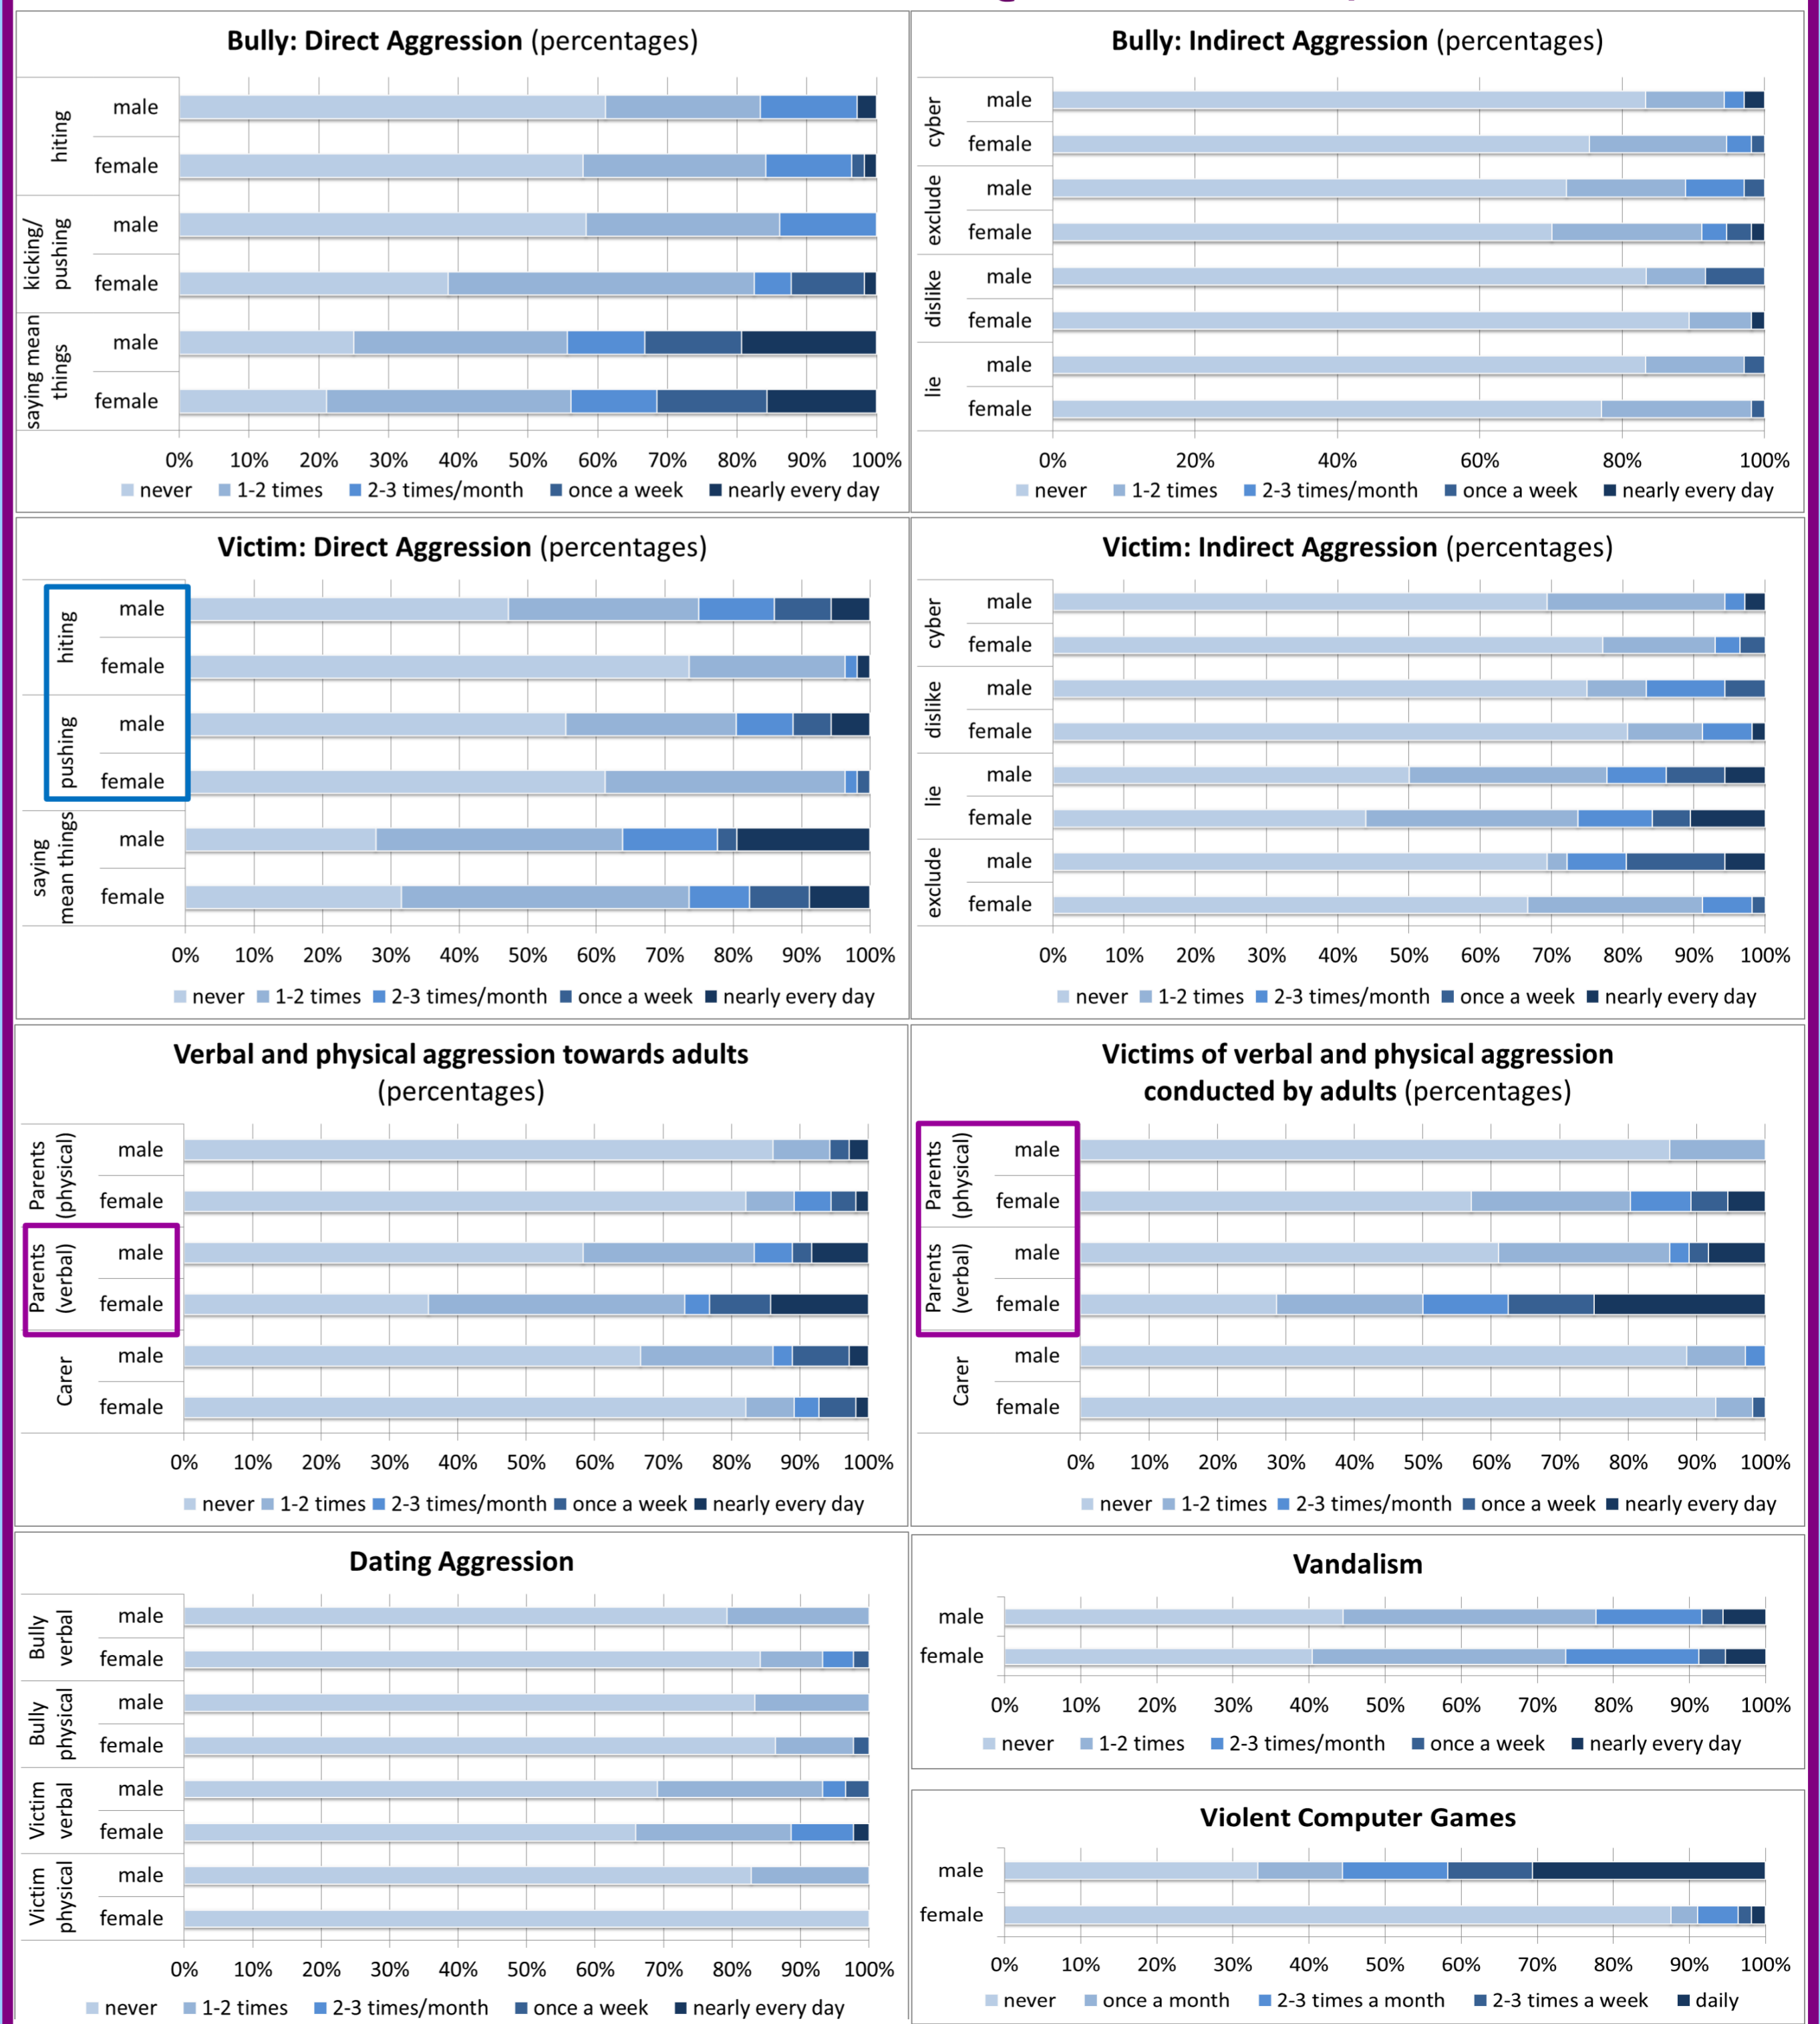 Bully: Direct Aggression (percentages)
hiting
male
female
kicking/
pushing
male
female
saying mean
things
male
female
0% 10% 20% 30% 40% 50% 60% 70% 80% 90% 100%
never 1-2 times 2-3 times/month once a week nearly every day
Bully: Indirect Aggression (percentages)
cyber
male
female
exclude
male
female
dislike
male
female
lie
male
female
0% 20% 40% 60% 80% 100%
never 1-2 times 2-3 times/month once a week nearly every day
Victim: Direct Aggression (percentages)
hiting
male
female
pushing
male
female
saying
mean things
male
female
0% 10% 20% 30% 40% 50% 60% 70% 80% 90% 100%
never 1-2 times 2-3 times/month once a week nearly every day
Victim: Indirect Aggression (percentages)
cyber
male
female
dislike
male
female
lie
male
female
exclude
male
female
0% 10% 20% 30% 40% 50% 60% 70% 80% 90% 100%
never 1-2 times 2-3 times/month once a week nearly every day
Verbal and physical aggression towards adults
(percentages)
Parents
(physical)
male
female
Parents
(verbal)
male
female
Carer
male
female
0% 10% 20% 30% 40% 50% 60% 70% 80% 90% 100%
never 1-2 times 2-3 times/month once a week nearly every day
Victims of verbal and physical aggression
conducted by adults (percentages)
Parents
(physical)
male
female
Parents
(verbal)
male
female
Carer
male
female
0% 10% 20% 30% 40% 50% 60% 70% 80% 90% 100%
never 1-2 times 2-3 times/month once a week nearly every day
Dating Aggression
Bully
verbal
male
female
Bully
physical
male
female
Victim
verbal
male
female
Victim
physical
male
female
0% 10% 20% 30% 40% 50% 60% 70% 80% 90% 100%
never 1-2 times 2-3 times/month once a week nearly every day
Vandalism
male
female
0% 10% 20% 30% 40% 50% 60% 70% 80% 90% 100%
never 1-2 times 2-3 times/month once a week nearly every day
Violent Computer Games
male
female
0% 10% 20% 30% 40% 50% 60% 70% 80% 90% 100%
never once a month 2-3 times a month 2-3 times a week daily